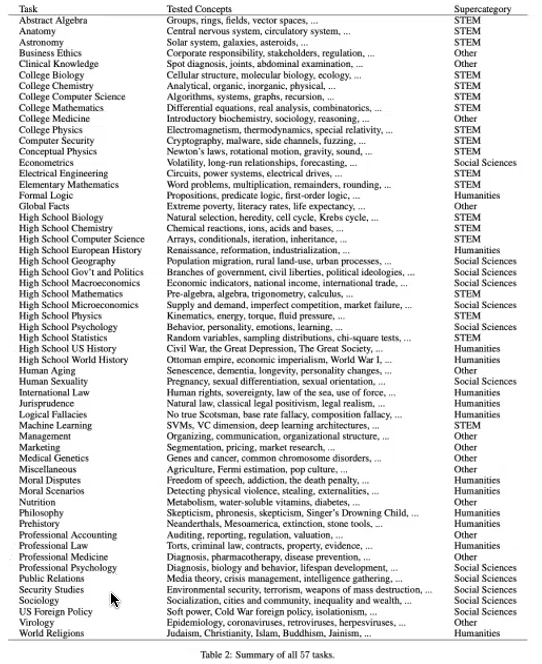 Task Tested Concepts Supercategory
Abstract Algebra Groups, rings, fields, vector spaces, ... STEM
Anatomy Central nervous system, circulatory system, ... STEM
Astronomy Solar system, galaxies, asteroids, ... STEM
Business Ethics Corporate responsibility, stakeholders, regulation, ... Other
Clinical Knowledge Spot diagnosis, joints, abdominal examination, ... Other
College Biology Cellular structure, molecular biology, ecology, ... STEM
College Chemistry Analytical, organic, inorganic, physical, ... STEM
College Computer Science Algorithms, systems, graphs, recursion, ... STEM
College Mathematics Differential equations, real analysis, combinatorics, ... STEM
College Medicine Introductory biochemistry, sociology, reasoning, ... Other
College Physics Electromagnetism, thermodynamics, special relativity, ... STEM
Computer Security Cryptography, malware, side channels, fuzzing, ... STEM
Conceptual Physics Newton's laws, rotational motion, gravity, sound, ... STEM
Econometrics Volatility, long-run relationships, forecasting, ... Social Sciences
Electrical Engineering Circuits, power systems, electrical drives, ... STEM
Elementary Mathematics Word problems, multiplication, remainders, rounding, ... STEM
Formal Logic Propositions, predicate logic, first-order logic, ... Humanities
Global Facts Extreme poverty, literacy rates, life expectancy, ... Other
High School Biology Natural selection, heredity, cell cycle, Krebs cycle, ... STEM
High School Chemistry Chemical reactions, ions, acids and bases, ... STEM
High School Computer Science Arrays, conditionals, iteration, inheritance, ... STEM
High School European History Renaissance, reformation, industrialization, ... Humanities
High School Geography Population migration, rural land-use, urban processes, ... Social Sciences
High School Gov't and Politics Branches of government, civil liberties, political ideologies, ... Social Sciences
High School Macroeconomics Economic indicators, national income, international trade, ... Social Sciences
High School Mathematics Pre-algebra, algebra, trigonometry, calculus, ... STEM
High School Microeconomics Supply and demand, imperfect competition, market failure, ... Social Sciences
High School Physics Kinematics, energy, torque, fluid pressure, ... STEM
High School Psychology Behavior, personality, emotions, learning, ... Social Sciences
High School Statistics Random variables, sampling distributions, chi-square tests, ... STEM
High School US History Civil War, the Great Depression, The Great Society, ... Humanities
High School World History Ottoman empire, economic imperialism, World War I, ... Humanities
Human Aging Senescence, dementia, longevity, personality changes, ... Other
Human Sexuality Pregnancy, sexual differentiation, sexual orientation, ... Social Sciences
International Law Human rights, sovereignty, law of the sea, use of force, ... Humanities
Jurisprudence Natural law, classical legal positivism, legal realism, ... Humanities
Logical Fallacies No true Scotsman, base rate fallacy, composition fallacy, ... Humanities
Machine Learning SVMs, VC dimension, deep learning architectures, ... STEM
Management Organizing, communication, organizational structure, ... Other
Marketing Segmentation, pricing, market research, ... Other
Medical Genetics Genes and cancer, common chromosome disorders, ... Other
Miscellaneous Agriculture, Fermi estimation, pop culture, ... Other
Moral Disputes Freedom of speech, addiction, the death penalty, ... Humanities
Moral Scenarios Detecting physical violence, stealing, externalities, ... Humanities
Nutrition Metabolism, water-soluble vitamins, diabetes, ... Other
Philosophy Skepticism, phronesis, skepticism, Singer's Drowning Child, ... Humanities
Prehistory Neanderthals, Mesoamerica, extinction, stone tools, ... Humanities
Professional Accounting Auditing, reporting, regulation, valuation, ... Other
Professional Law Torts, criminal law, contracts, property, evidence, ... Humanities
Professional Medicine Diagnosis, pharmacotherapy, disease prevention, ... Other
Professional Psychology Diagnosis, biology and behavior, lifespan development, ... Social Sciences
Public Relations Media theory, crisis management, intelligence gathering, ... Social Sciences
Security Studies Environmental security, terrorism, weapons of mass destruction, ... Social Sciences
Sociology Socialization, cities and community, inequality and wealth, ... Social Sciences
US Foreign Policy Soft power, Cold War foreign policy, isolationism, ... Social Sciences
Virology Epidemiology, coronaviruses, retroviruses, herpesviruses, ... Other
World Religions Judaism, Christianity, Islam, Buddhism, Jainism, ... Humanities
Table 2: Summary of all 57 tasks.